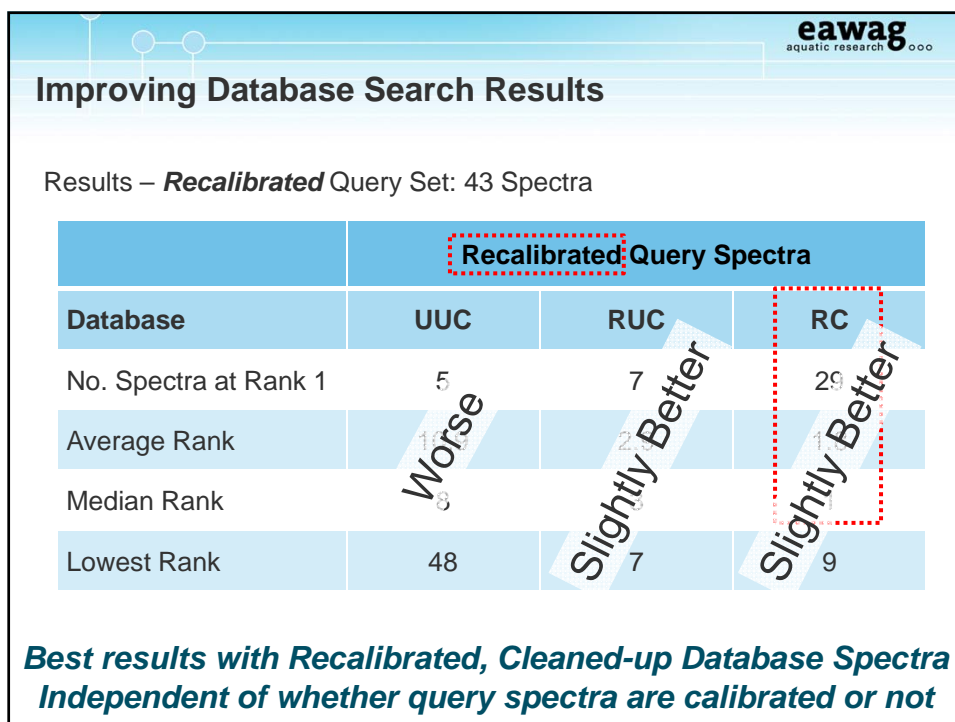 eawag
aquatic research
Improving Database Search Results
Results – Recalibrated Query Set: 43 Spectra
Recalibrated Query Spectra
Database UUC RUC RC
No. Spectra at Rank 1 5 7 29
Average Rank
Median Rank 8
Lowest Rank 48 7 9
Worse
Slightly Better
Slightly Better
Best results with Recalibrated, Cleaned-up Database Spectra
Independent of whether query spectra are calibrated or not